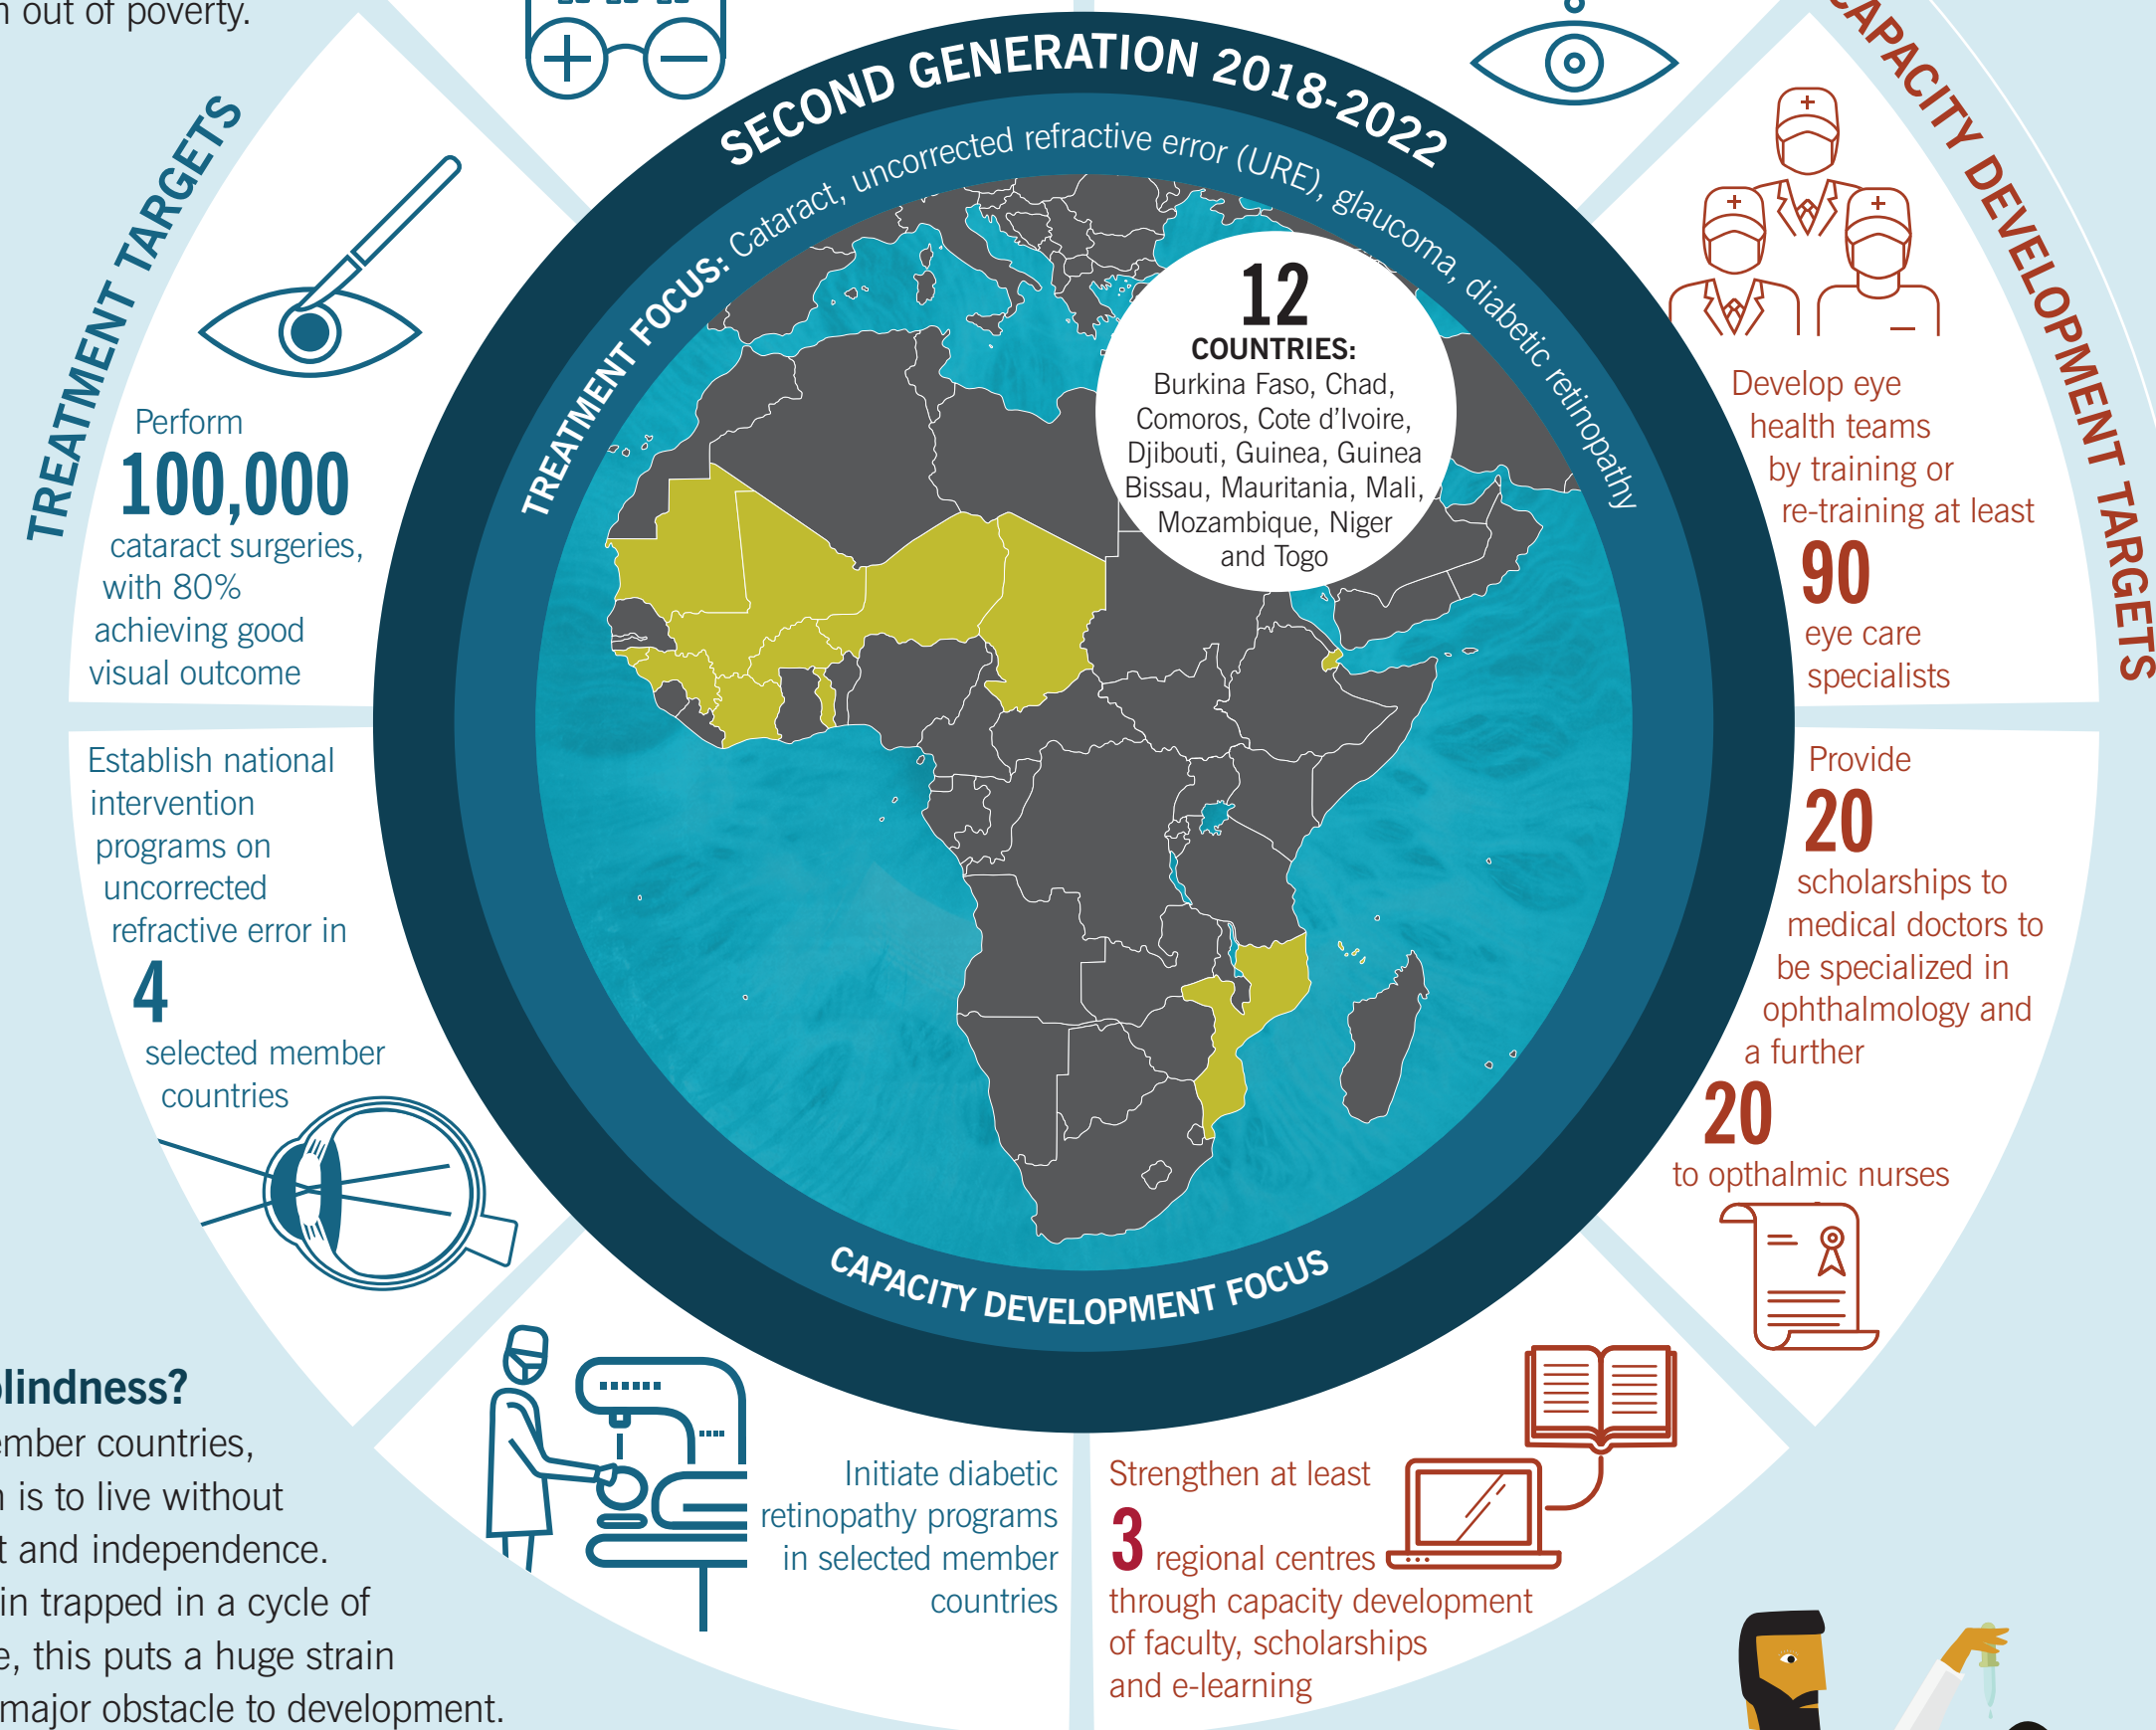 out of poverty.
SECOND GENERATION 2018-2022
TREATMENT FOCUS: Cataract, uncorrected refractive error (URE), glaucoma, diabetic retinopathy
12
COUNTRIES:
Burkina Faso, Chad,
Comoros, Cote d’Ivoire,
Djibouti, Guinea, Guinea
Bissau, Mauritania, Mali,
Mozambique, Niger
and Togo
CAPACITY DEVELOPMENT FOCUS
TREATMENT TARGETS
Perform
100,000
cataract surgeries,
with 80%
achieving good
visual outcome
Establish national
intervention
programs on
uncorrected
refractive error in
4
selected member
countries
Initiate diabetic
retinopathy programs
in selected member
countries
CAPACITY DEVELOPMENT TARGETS
Develop eye
health teams
by training or
re-training at least
90
eye care
specialists
Provide
20
scholarships to
medical doctors to
be specialized in
ophthalmology and
a further
20
to opthalmic nurses
Strengthen at least
3 regional centres
through capacity development
of faculty, scholarships
and e-learning
blindness?
ember countries,
is to live without
t and independence.
in trapped in a cycle of
e, this puts a huge strain
major obstacle to development.